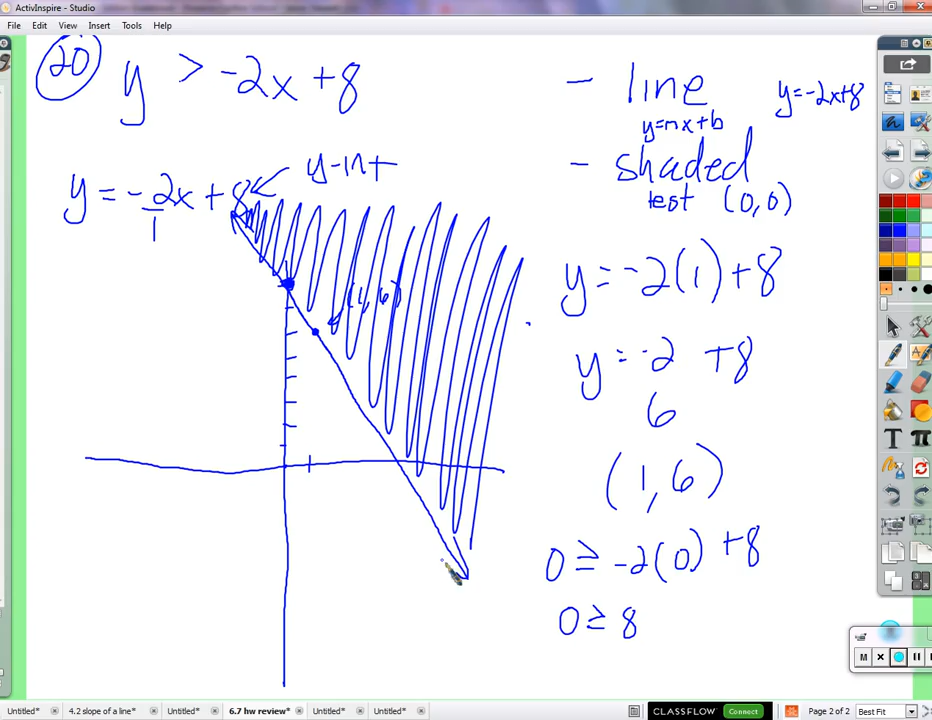 ActivInspire - Studio
File Edit View Insert Tools Help
20
y > -2x +8
y = -2x + 8
1
y-int
(1,6)
- line
y=mx+b
y=-2x+8
- shaded
test (0,0)
y = -2(1) +8
y = -2 +8
6
(1,6)
0 ≥ -2(0) +8
0 ≥ 8
T
M
Untitled* 4.2 slope of a line* Untitled* 6.7 hw review* Untitled* Untitled*
CLASSFLOW Connect Page 2 of 2 Best Fit